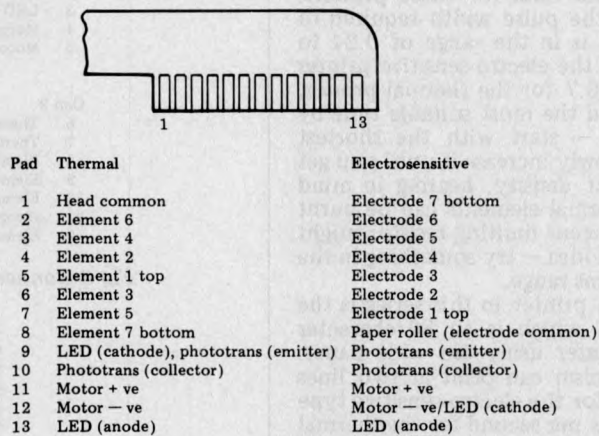 1 13
Pad Thermal Electrosensitive
1 Head common Electrode 7 bottom
2 Element 6 Electrode 6
3 Element 4 Electrode 5
4 Element 2 Electrode 4
5 Element 1 top Electrode 3
6 Element 3 Electrode 2
7 Element 5 Electrode 1 top
8 Element 7 bottom Paper roller (electrode common)
9 LED (cathode), phototrans (emitter) Phototrans (emitter)
10 Phototrans (collector) Phototrans (collector)
11 Motor + ve Motor + ve
12 Motor — ve Motor — ve/LED (cathode)
13 LED (anode) LED (anode)